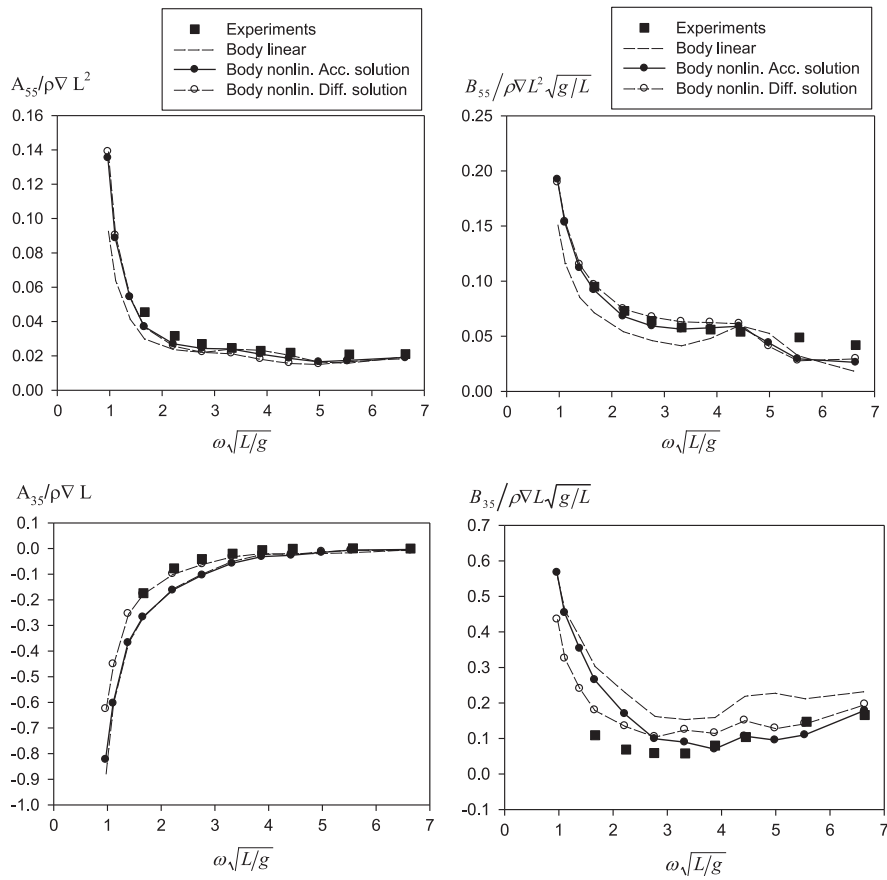 Experiments
Body linear
Body nonlin. Acc. solution
Body nonlin. Diff. solution
A₅₅/ρ∇ L²
0.16
0.14
0.12
0.10
0.08
0.06
0.04
0.02
0.00
0 1 2 3 4 5 6 7
ω√L/g
Experiments
Body linear
Body nonlin. Acc. solution
Body nonlin. Diff. solution
B₅₅/ρ∇L²√g/L
0.25
0.20
0.15
0.10
0.05
0.00
0 1 2 3 4 5 6 7
ω√L/g
A₃₅/ρ∇ L
0.1
0.0
-0.1
-0.2
-0.3
-0.4
-0.5
-0.6
-0.7
-0.8
-0.9
-1.0
0 1 2 3 4 5 6 7
ω√L/g
B₃₅/ρ∇L√g/L
0.7
0.6
0.5
0.4
0.3
0.2
0.1
0.0
-0.1
0 1 2 3 4 5 6 7
ω√L/g